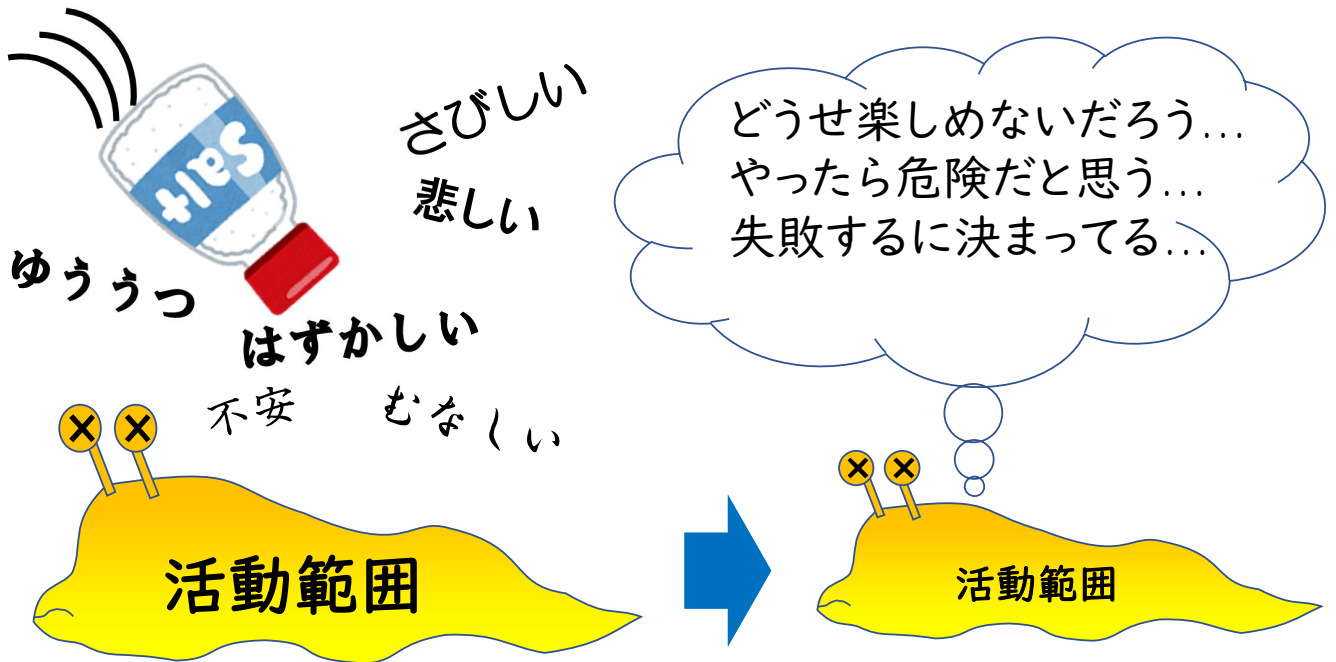 Salt
さびしい
悲しい
ゆううつ
はずかしい
不安
むなしい
活動範囲
どうせ楽しめないだろう…
やったら危険だと思う…
失敗するに決まってる…
活動範囲